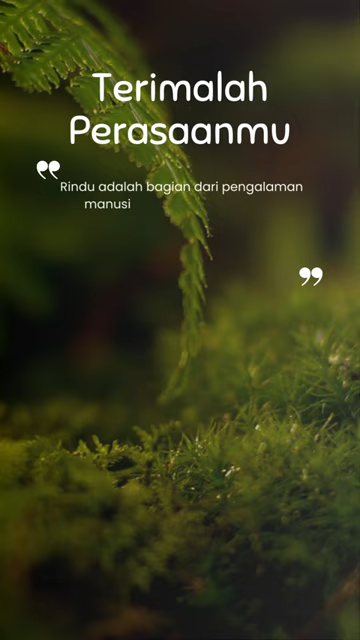 Terimalah
Perasaanmu
❞
Rindu adalah bagian dari pengalaman
manusi
❞